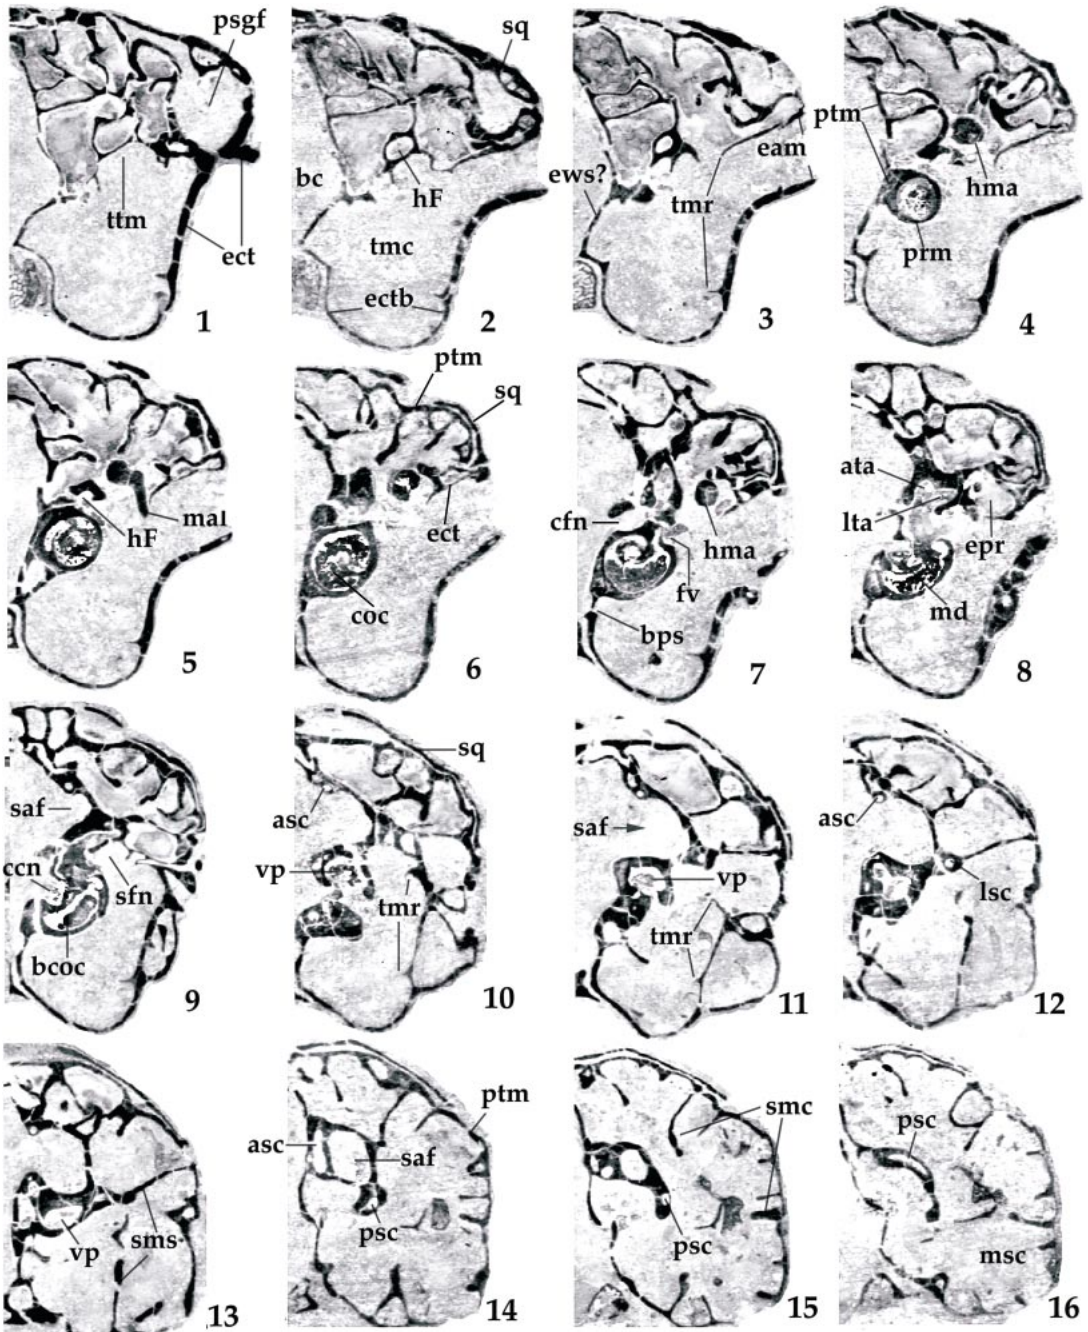 psgf
ttm
ect
1
sq
bc
hF
tmc
ectb
2
ews?
tmr
eam
3
ptm
hma
prm
4
hF
mal
5
ptm
sq
ect
coc
6
cfn
hma
fv
bps
7
ata
lta
epr
md
8
saf
ccn
sfn
bcoc
9
sq
asc
vp
tmr
10
saf
vp
tmr
11
asc
lsc
12
vp
sms
13
ptm
asc
saf
psc
14
smc
psc
15
psc
msc
16